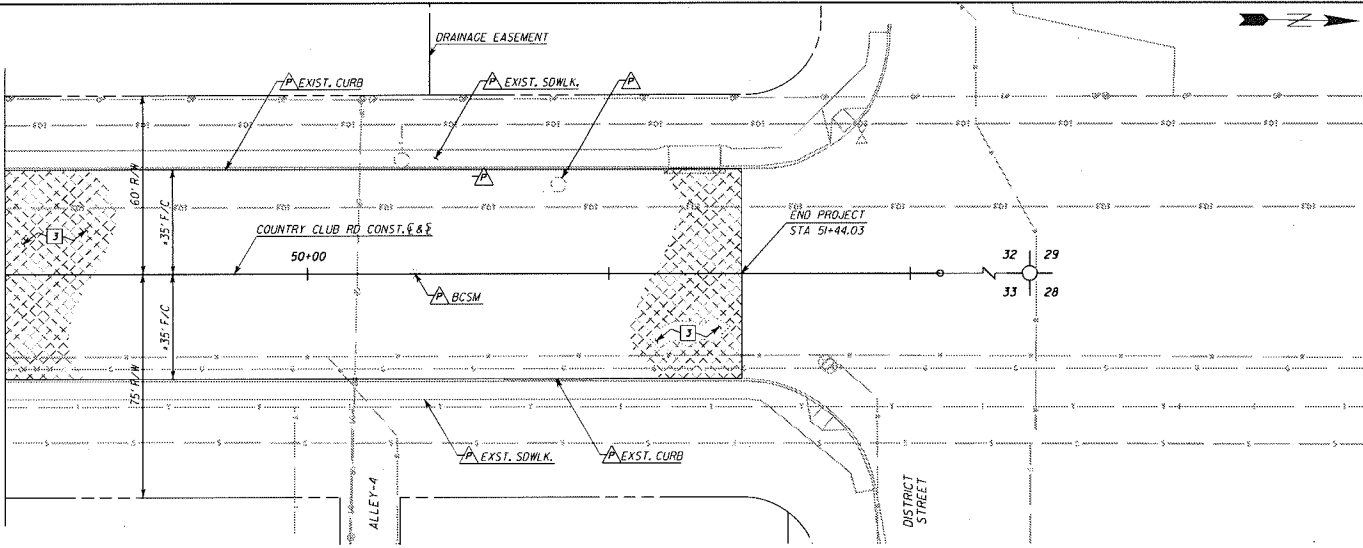 DRAINAGE EASEMENT
P EXIST. CURB
P EXIST. SDWLK.
P
N
60' R/W
±35' F/C
P
3
COUNTRY CLUB RD CONST. ℄ & 
50+00
END PROJECT
STA 51+44.03
P BCSM
32 29
33 28
±35' F/C
75' R/W
3
P EXST. SDWLK.
P EXST. CURB
ALLEY-4
DISTRICT
STREET